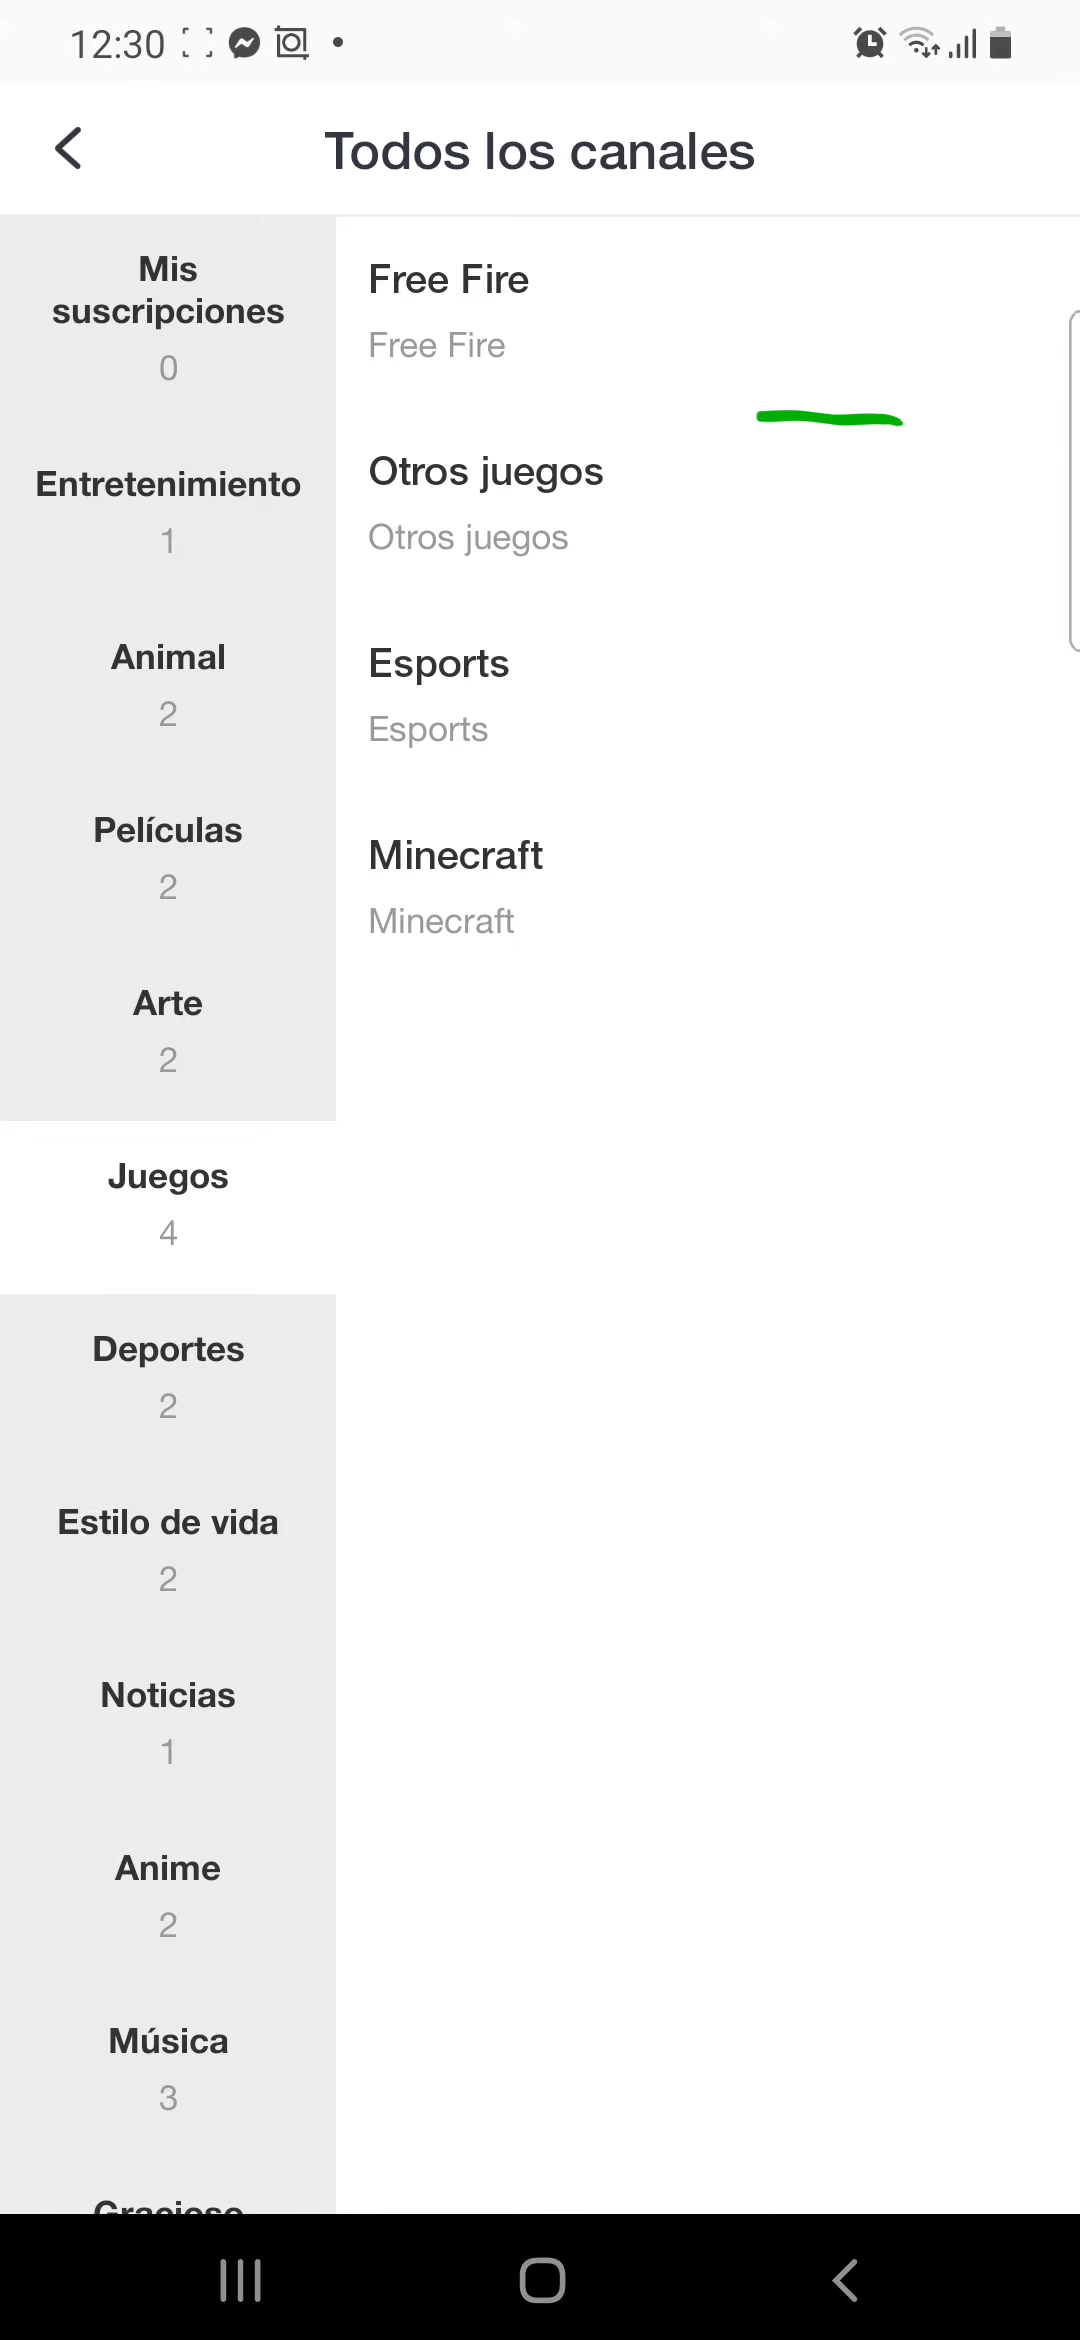 12:30
Todos los canales
Mis
suscripciones
0
Entretenimiento
1
Animal
2
Películas
2
Arte
2
Juegos
4
Deportes
2
Estilo de vida
2
Noticias
1
Anime
2
Música
3
Gracioso
Free Fire
Free Fire
Otros juegos
Otros juegos
Esports
Esports
Minecraft
Minecraft